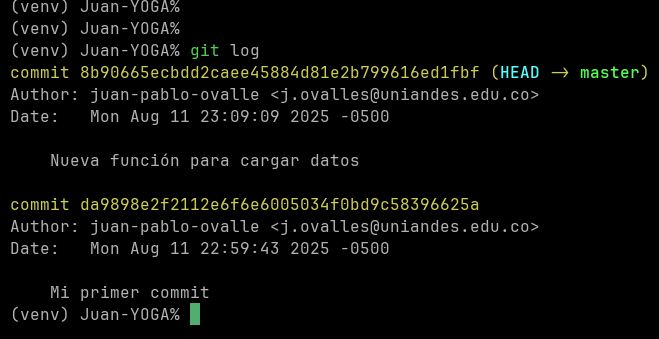 (venv) Juan-YOGA%
(venv) Juan-YOGA%
(venv) Juan-YOGA% git log
commit 8b90665ecbdd2caee45884d81e2b799616ed1fbf (HEAD -> master)
Author: juan-pablo-ovalle <j.ovalles@uniandes.edu.co>
Date:   Mon Aug 11 23:09:09 2025 -0500
    Nueva función para cargar datos
commit da9898e2f2112e6f6e6005034f0bd9c58396625a
Author: juan-pablo-ovalle <j.ovalles@uniandes.edu.co>
Date:   Mon Aug 11 22:59:43 2025 -0500
    Mi primer commit
(venv) Juan-YOGA%